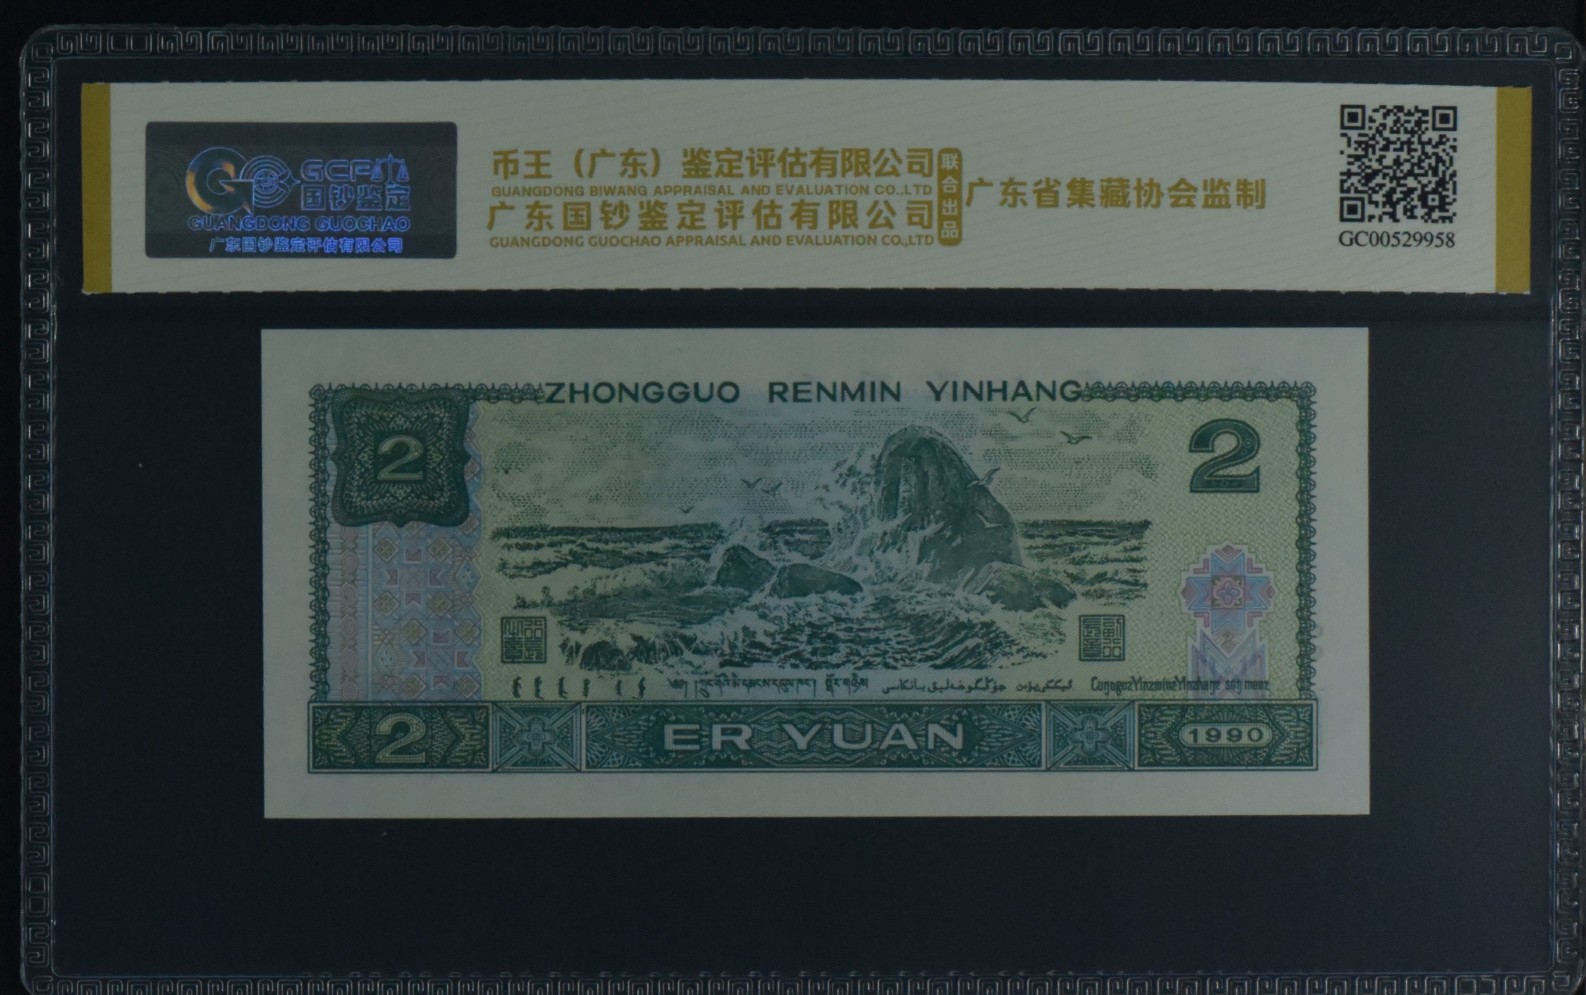 GCF
国钞鉴定
GUANGDONG GUOCHAO
广东国钞鉴定评估有限公司
币王（广东）鉴定评估有限公司
GUANGDONG BIWANG APPRAISAL AND EVALUATION CO.,LTD
广东国钞鉴定评估有限公司
GUANGDONG GUOCHAO APPRAISAL AND EVALUATION CO.,LTD
联合出品
广东省集藏协会监制
GC00529958
ZHONGGUO RENMIN YINHANG
2
2
2
ER YUAN
1990